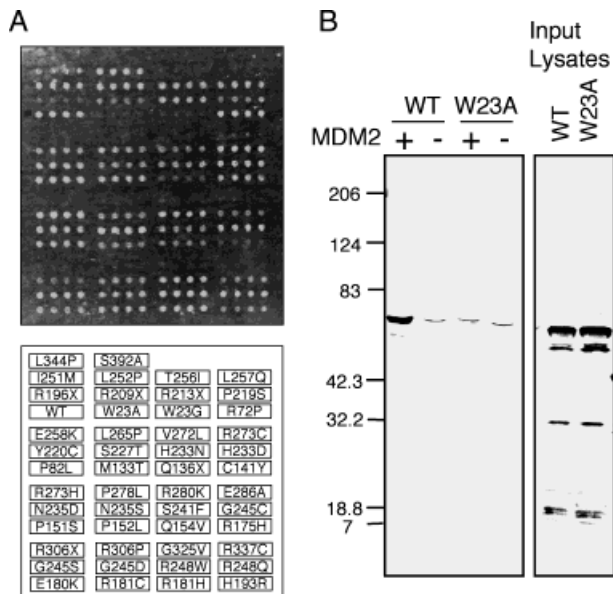 A
B
Input
Lysates
WT W23A
MDM2 + - + -
WT
W23A
206
124
83
42.3
32.2
18.8
7
L344P S392A
I251M L252P T256I L257Q
R196X R209X R213X P219S
WT W23A W23G R72P
E258K L265P V272L R273C
Y220C S227T H233N H233D
P82L M133T Q136X C141Y
R273H P278L R280K E286A
N235D N235S S241F G245C
P151S P152L Q154V R175H
R306X R306P G325V R337C
G245S G245D R248W R248Q
E180K R181C R181H H193R